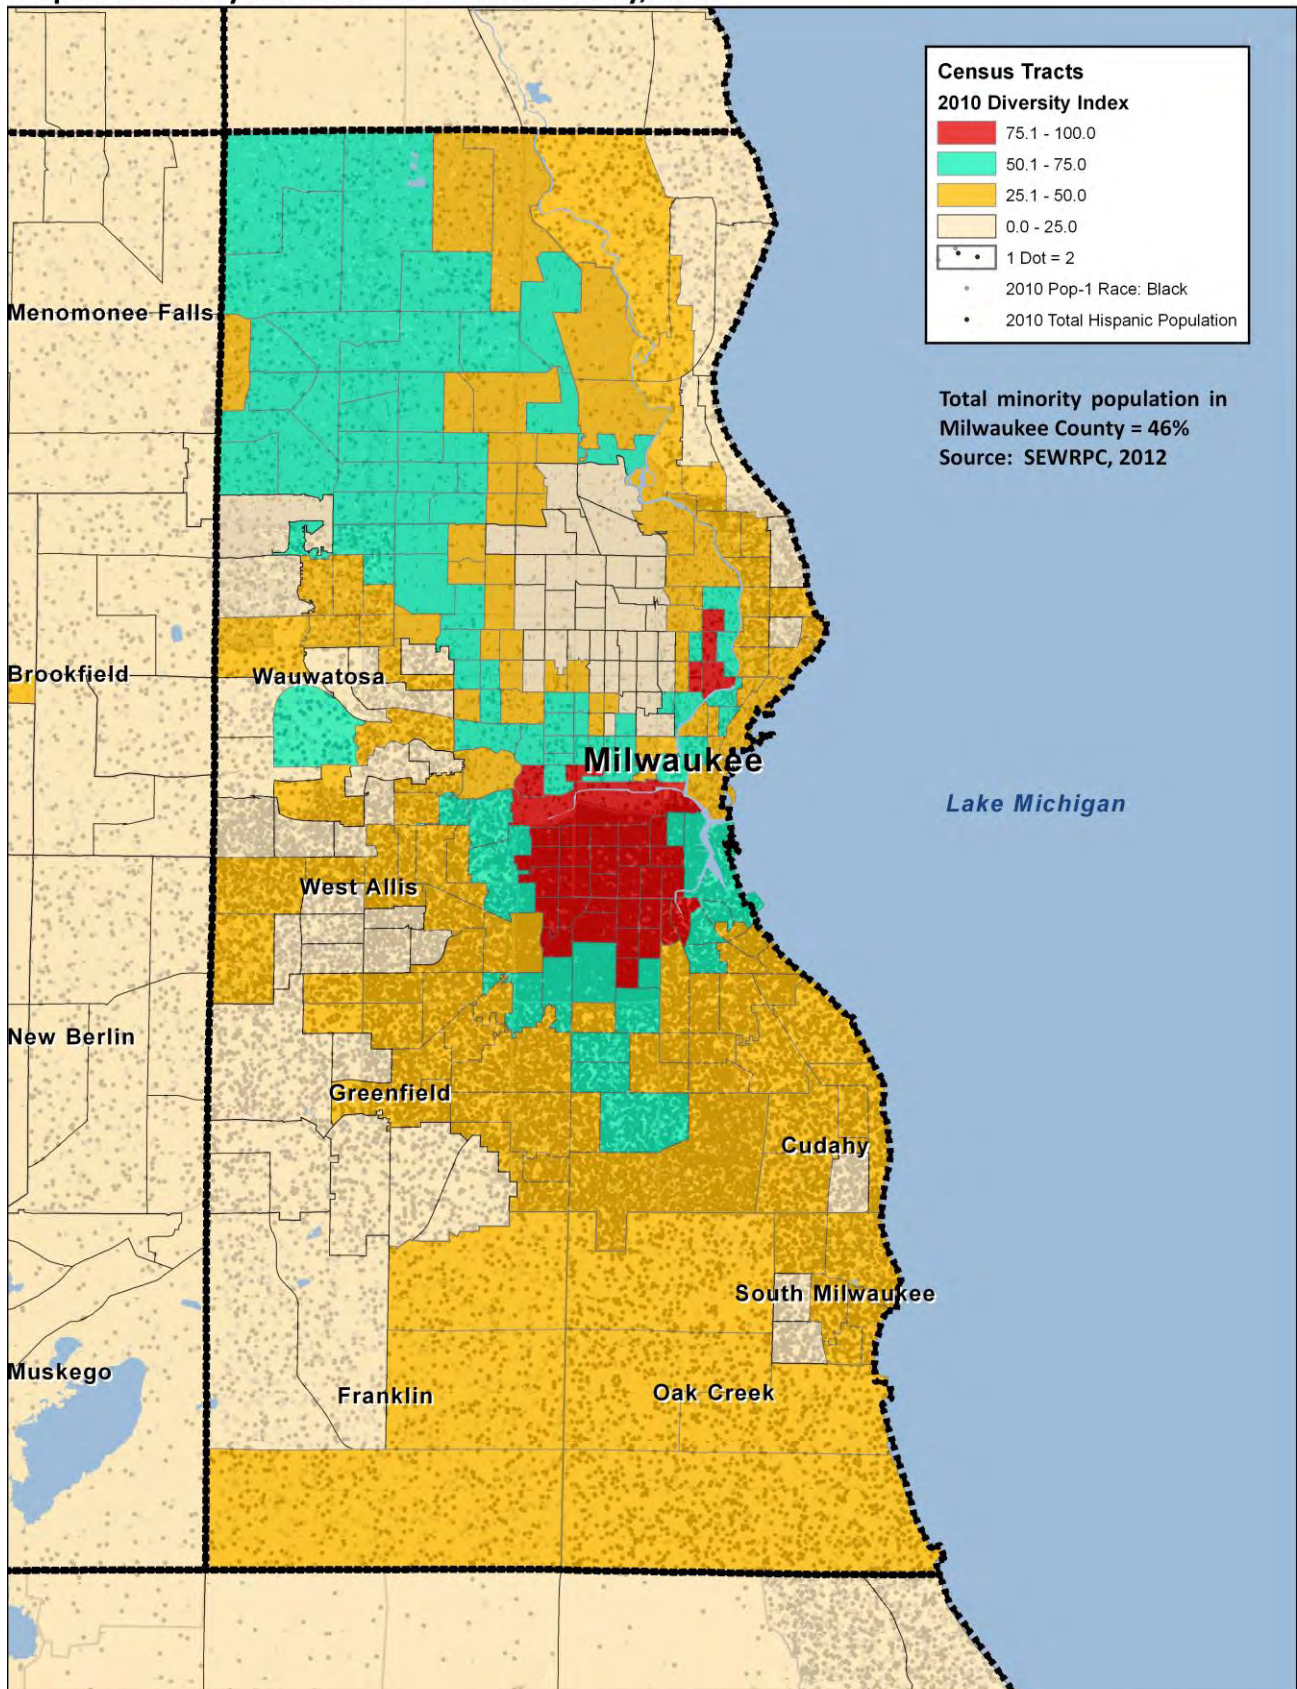 Census Tracts
2010 Diversity Index
75.1 - 100.0
50.1 - 75.0
25.1 - 50.0
0.0 - 25.0
1 Dot = 2
2010 Pop-1 Race: Black
2010 Total Hispanic Population
Menomonee Falls
Total minority population in
Milwaukee County = 46%
Source: SEWRPC, 2012
Brookfield
Wauwatosa
Milwaukee
Lake Michigan
West Allis
New Berlin
Greenfield
Cudahy
South Milwaukee
Muskego
Franklin
Oak Creek